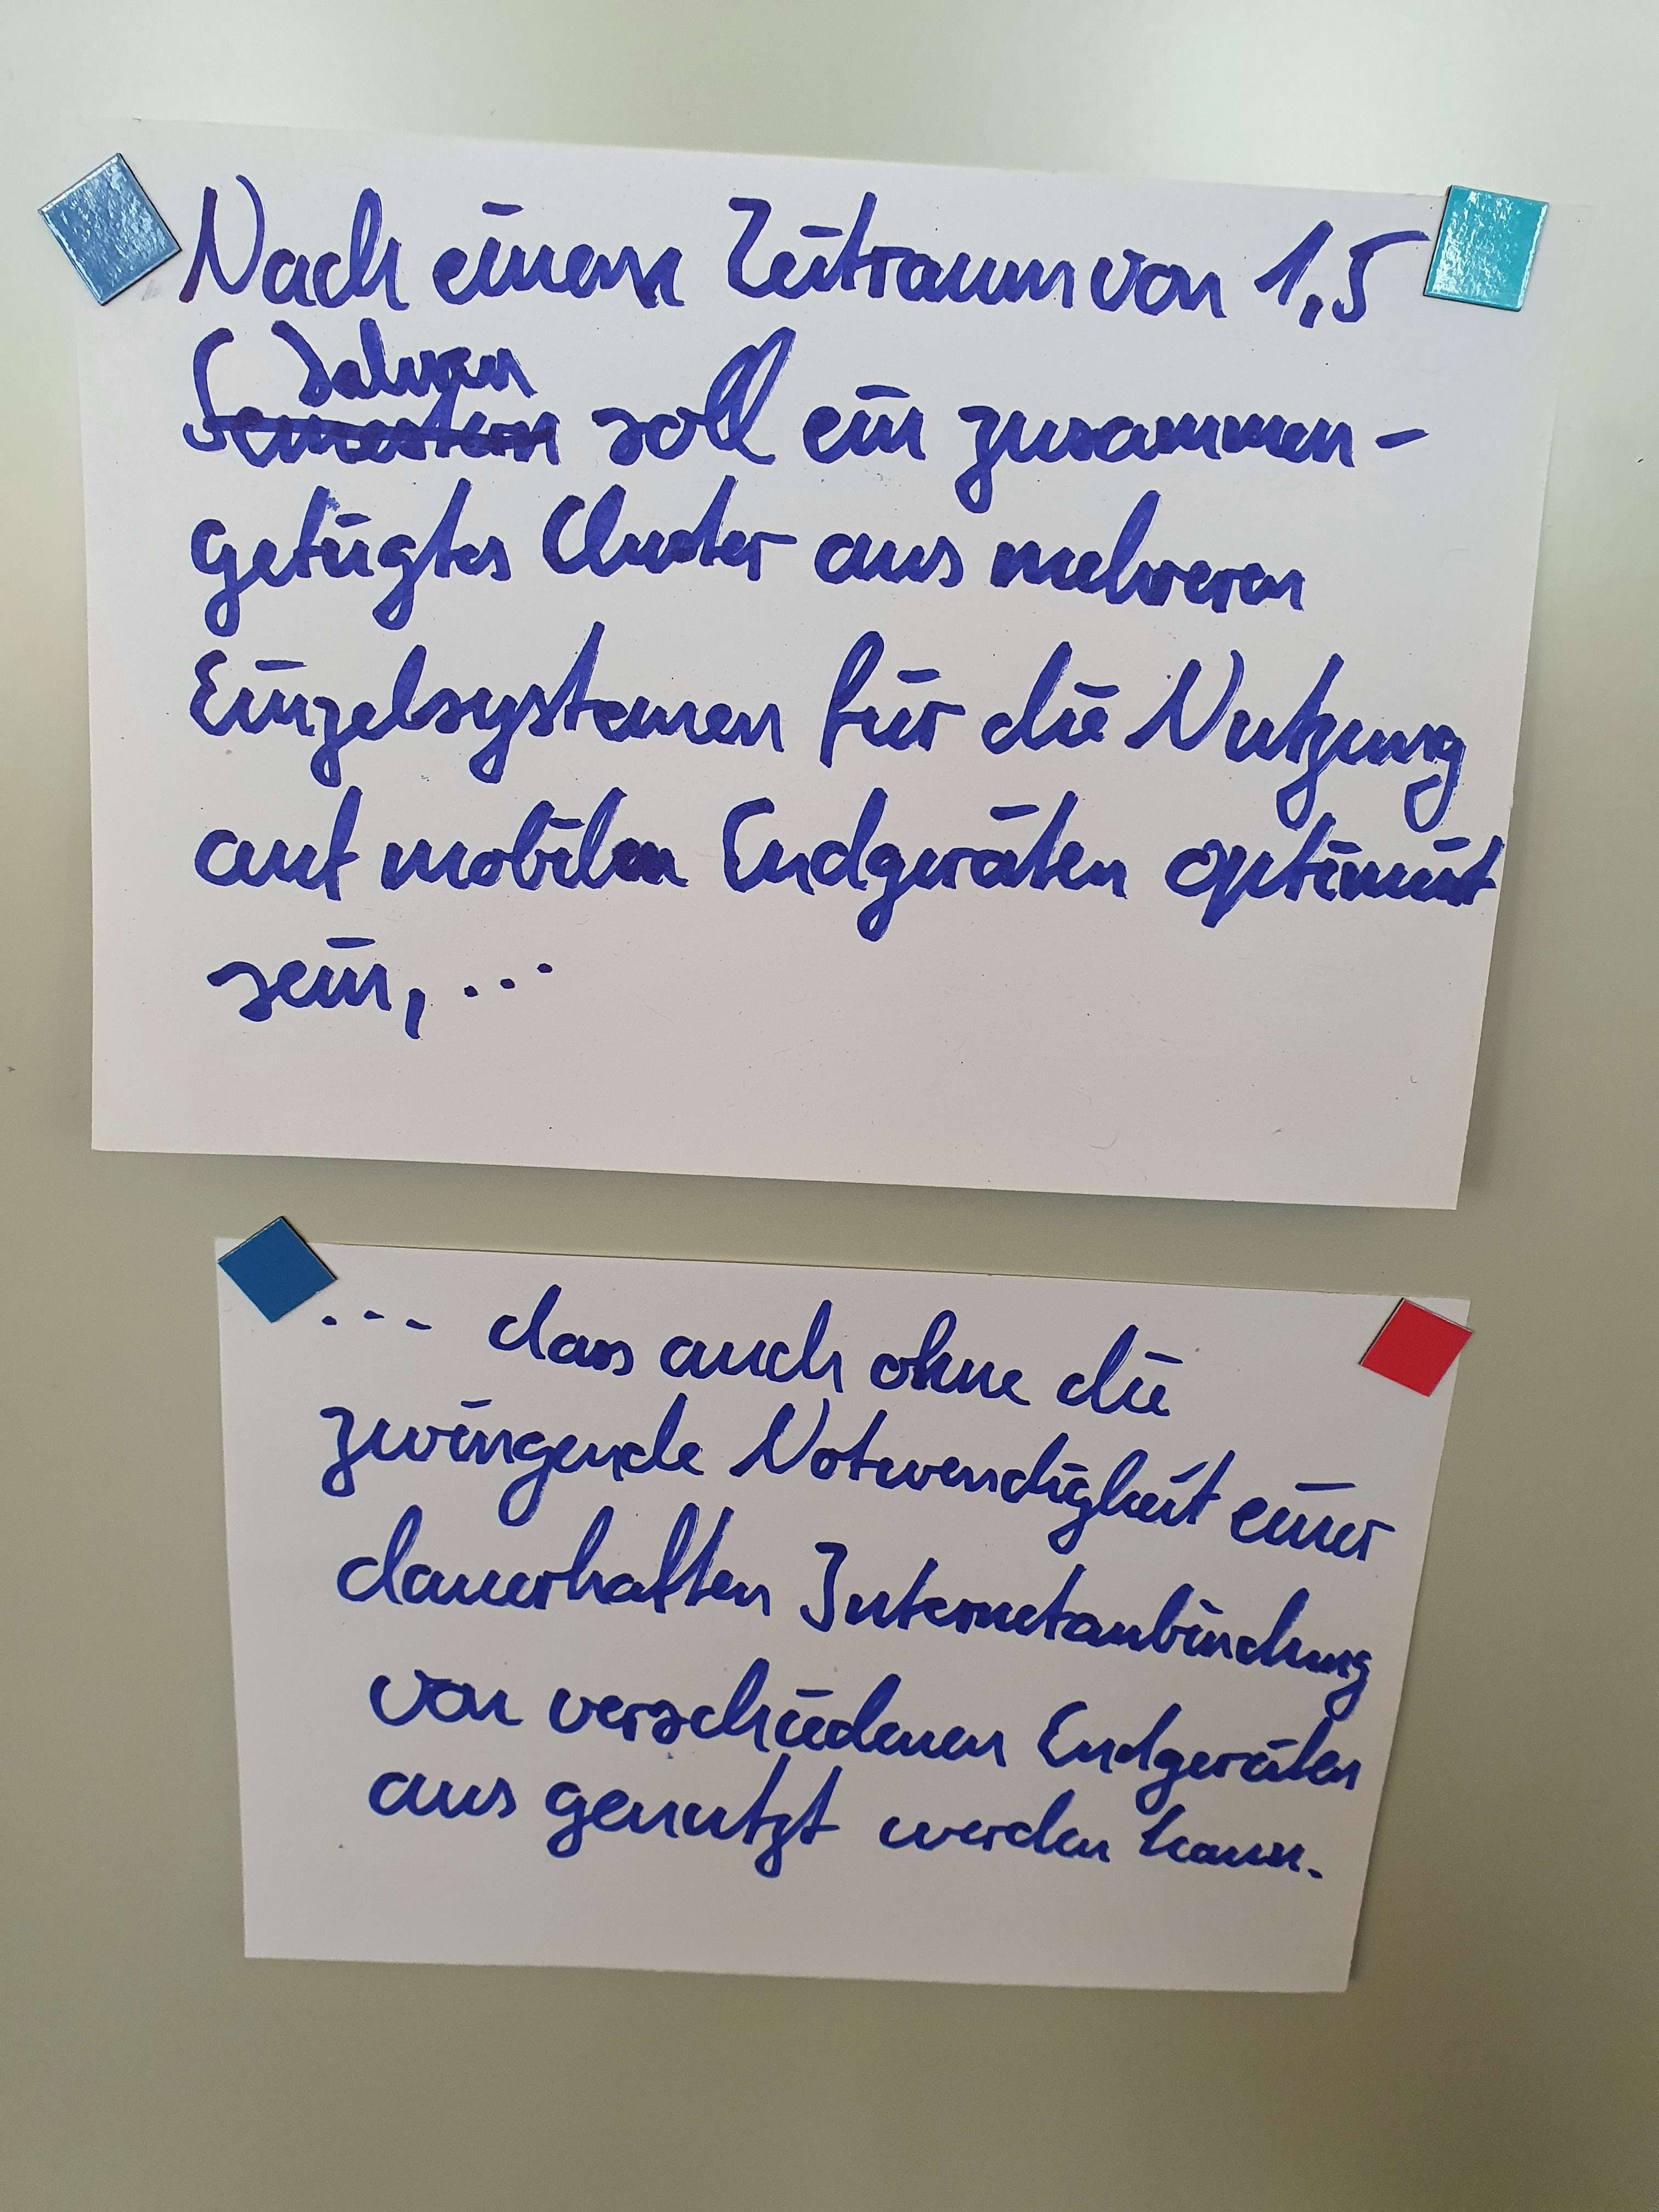 Nach einem Zeitraum von 1,5
Jahren
Semestern soll ein zusammen-
gefügtes Cluster aus mehreren
Einzelsystemen für die Nutzung
auf mobilen Endgeräten optimiert
sein, ...
... dass auch ohne die
zwingende Notwendigkeit einer
dauerhaften Internetanbindung
von verschiedenen Endgeräten
aus genutzt werden kann.